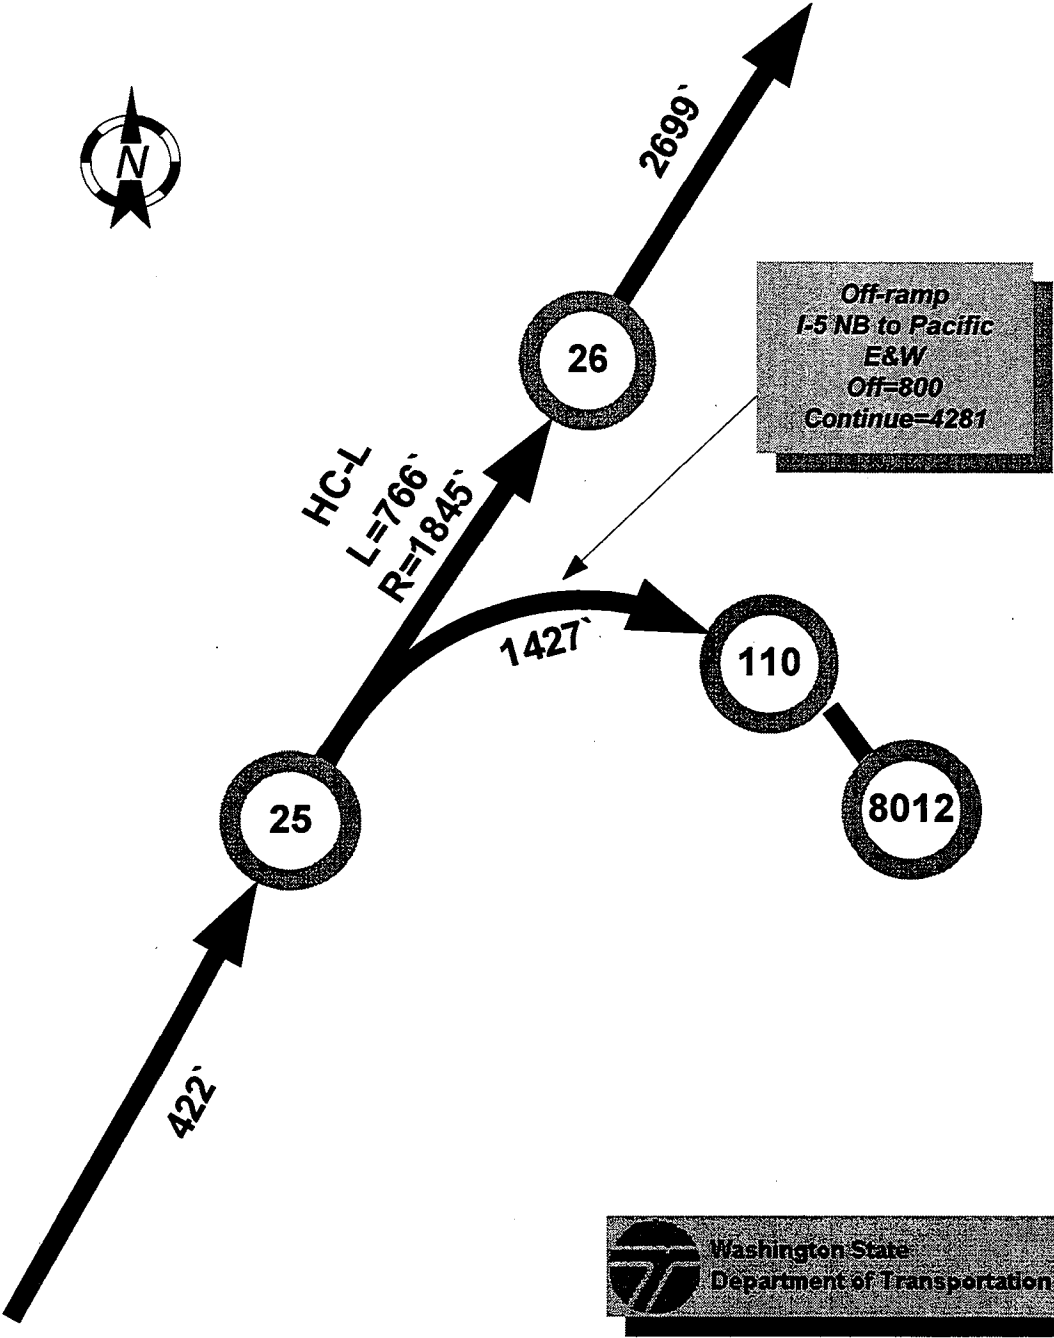 2699`
N
Off-ramp
I-5 NB to Pacific
E&W
Off=800
Continue=4281
26
HC-L
L=766`
R=1845`
1427`
110
25
8012
422`
Washington State
Department of Transportation